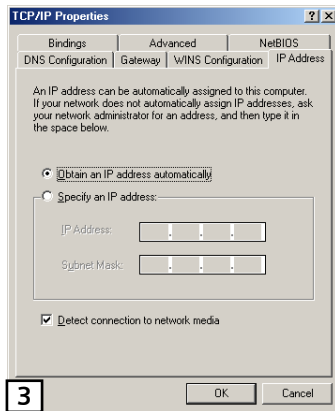 TCP/IP Properties
Bindings Advanced NetBIOS
DNS Configuration Gateway WINS Configuration IP Address
An IP address can be automatically assigned to this computer.
If your network does not automatically assign IP addresses, ask
your network administrator for an address, and then type it in
the space below.
Obtain an IP address automatically
Specify an IP address:
IP Address:
Subnet Mask:
Detect connection to network media
3
OK Cancel